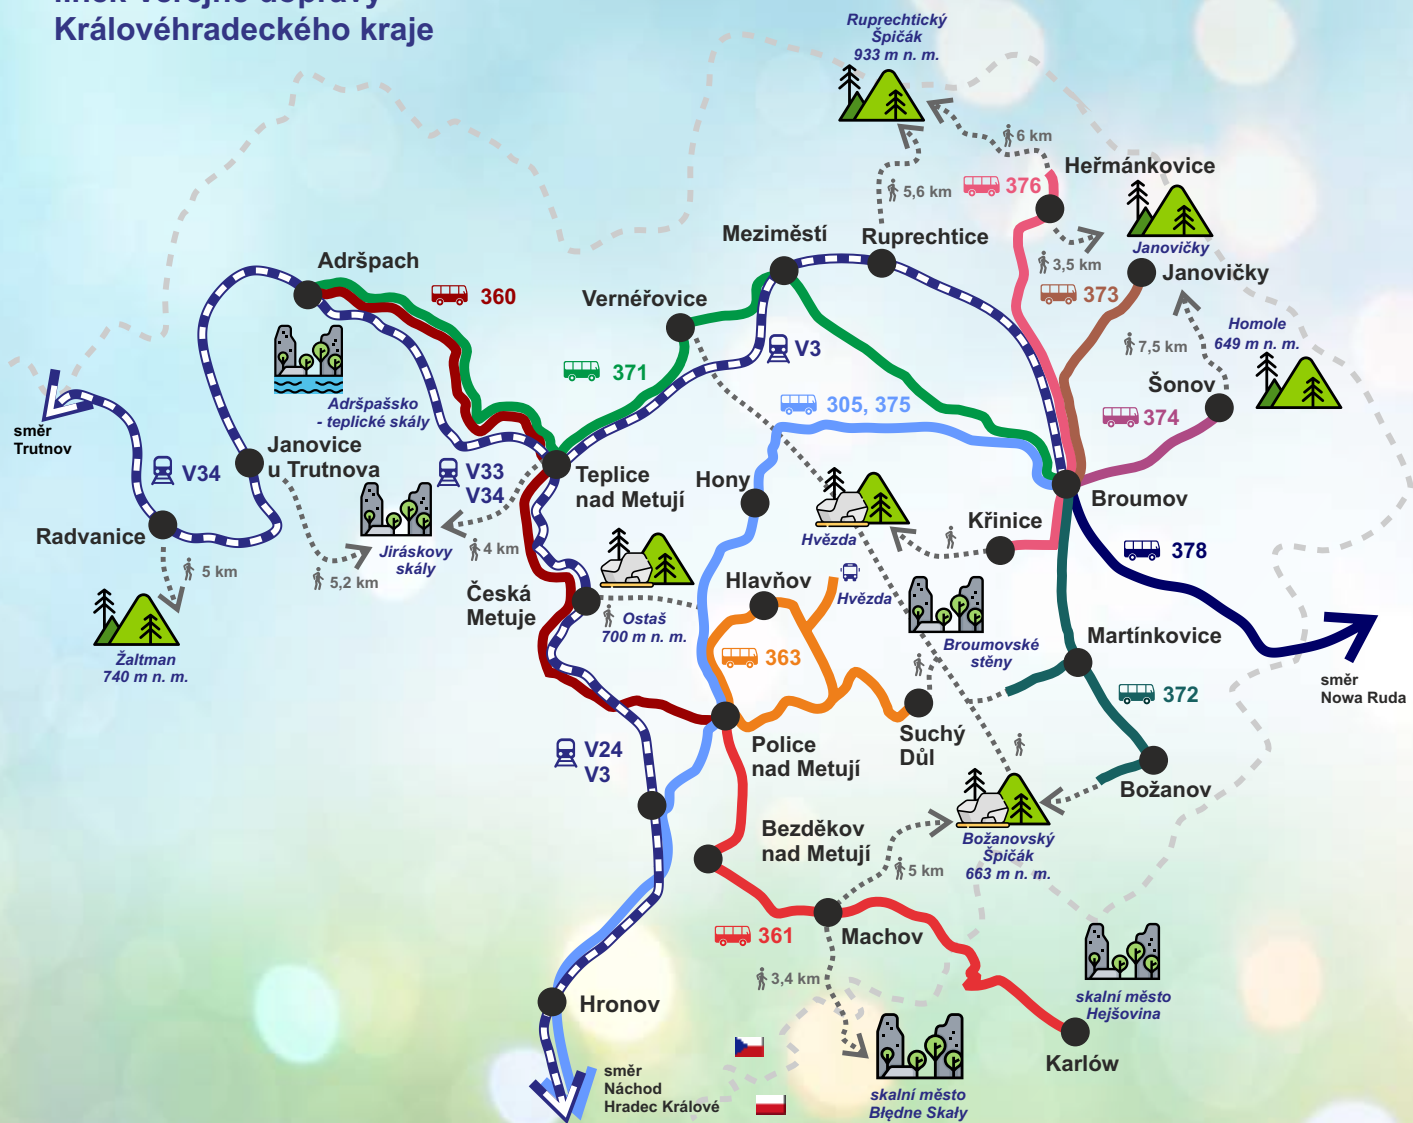 linek veřejné dopravy
Královéhradeckého kraje
Ruprechtický
Špičák
933 m n. m.
6 km
Heřmánkovice
5,6 km
376
Janovičky
Meziměstí
Ruprechtice
3,5 km
Janovičky
Adršpach
360
Vernéřovice
373
Homole
649 m n. m.
7,5 km
V3
371
Šonov
374
305, 375
Adršpašsko
- teplické skály
směr
Trutnov
Janovice
u Trutnova
V34
V33
V34
Teplice
nad Metují
Hony
Broumov
Křinice
Radvanice
Jiráskovy
skály
4 km
Hvězda
378
5 km
5,2 km
Česká
Metuje
Ostaš
700 m n. m.
Hlavňov
Hvězda
Broumovské
stěny
Martínkovice
Žaltman
740 m n. m.
363
směr
Nowa Ruda
372
V24
V3
Police
nad Metují
Suchý
Důl
Božanov
Bezděkov
nad Metují
Božanovský
Špičák
663 m n. m.
5 km
361
Machov
3,4 km
skalní město
Hejšovina
Hronov
Karlów
směr
Náchod
Hradec Králové
skalní město
Błędne Skały